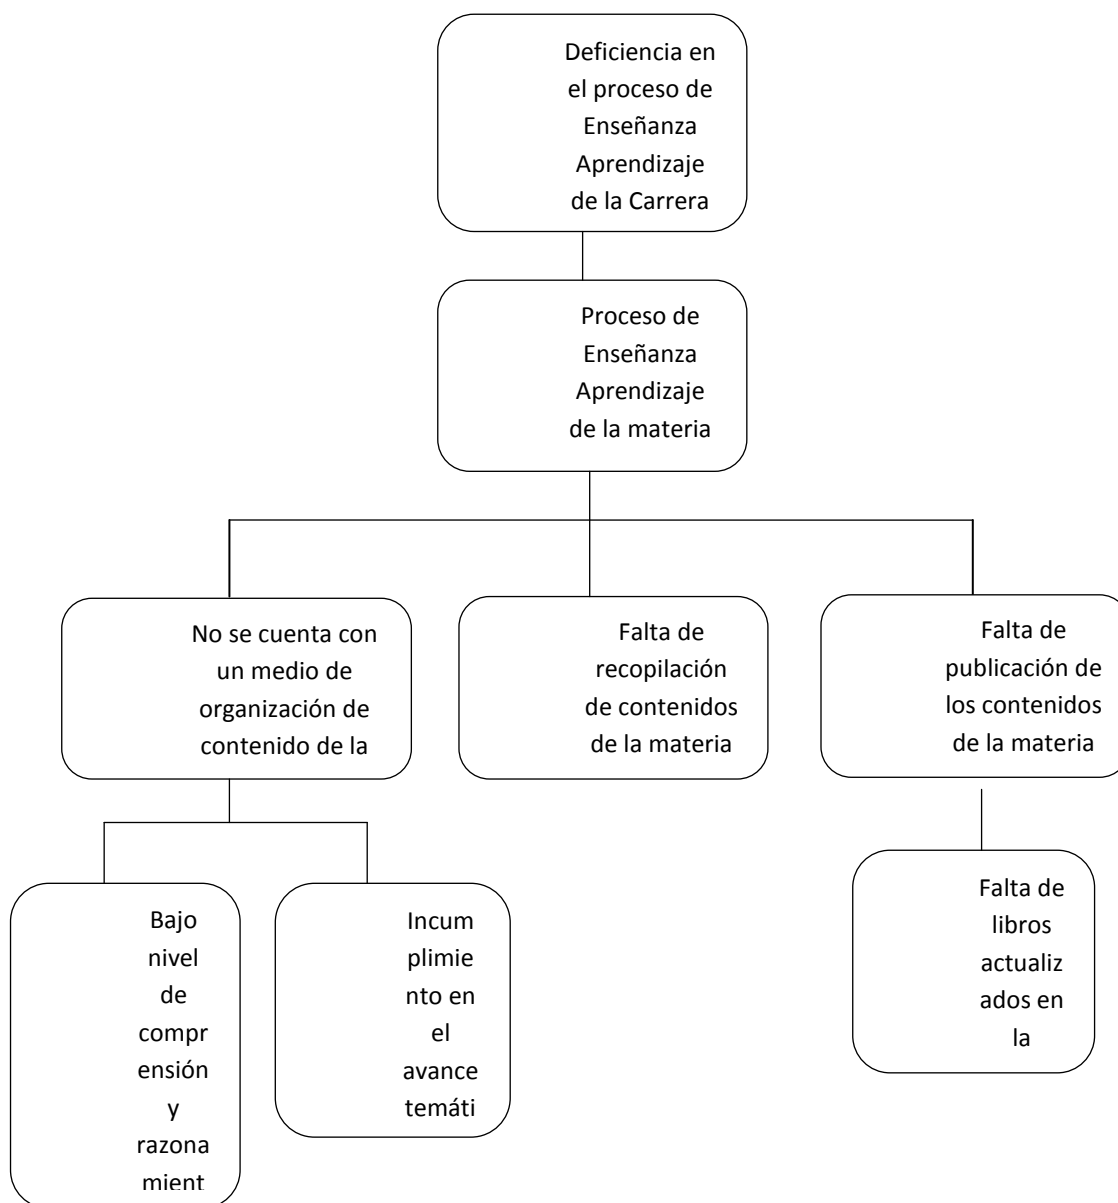 Deficiencia en
el proceso de
Enseñanza
Aprendizaje
de la Carrera
Proceso de
Enseñanza
Aprendizaje
de la materia
No se cuenta con
un medio de
organización de
contenido de la
Falta de
recopilación
de contenidos
de la materia
Falta de
publicación de
los contenidos
de la materia
Bajo
nivel
de
compr
ensión
y
razona
mient
Incum
plimie
nto en
el
avance
temáti
Falta de
libros
actualiz
ados en
la